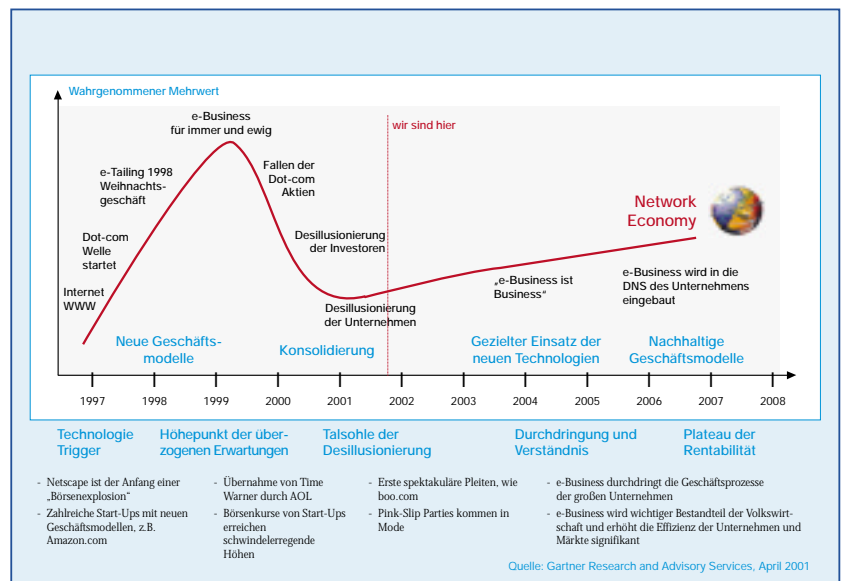 Wahrgenommener Mehrwert
e-Business
für immer und ewig
wir sind hier
e-Tailing 1998
Weihnachts-
geschäft
Fallen der
Dot-com
Aktien
Network
Economy
Dot-com
Welle
startet
Desillusionierung
der Investoren
Internet
WWW
„e-Business ist
Business“
e-Business wird in die
DNS des Unternehmens
eingebaut
Desillusionierung
der Unternehmen
Neue Geschäfts-
modelle
Konsolidierung
Gezielter Einsatz der
neuen Technologien
Nachhaltige
Geschäftsmodelle
1997 1998 1999 2000 2001 2002 2003 2004 2005 2006 2007 2008
Technologie
Trigger
Höhepunkt der über-
zogenen Erwartungen
Talsohle der
Desillusionierung
Durchdringung und
Verständnis
Plateau der
Rentabilität
- Netscape ist der Anfang einer
„Börsenexplosion“
- Zahlreiche Start-Ups mit neuen
Geschäftsmodellen, z.B.
Amazon.com
- Übernahme von Time
Warner durch AOL
- Börsenkurse von Start-Ups
erreichen
schwindelerregende
Höhen
- Erste spektakuläre Pleiten, wie
boo.com
- Pink-Slip Parties kommen in
Mode
- e-Business durchdringt die Geschäftsprozesse
der großen Unternehmen
- e-Business wird wichtiger Bestandteil der Volkswirt-
schaft und erhöht die Effizienz der Unternehmen und
Märkte signifikant
Quelle: Gartner Research and Advisory Services, April 2001